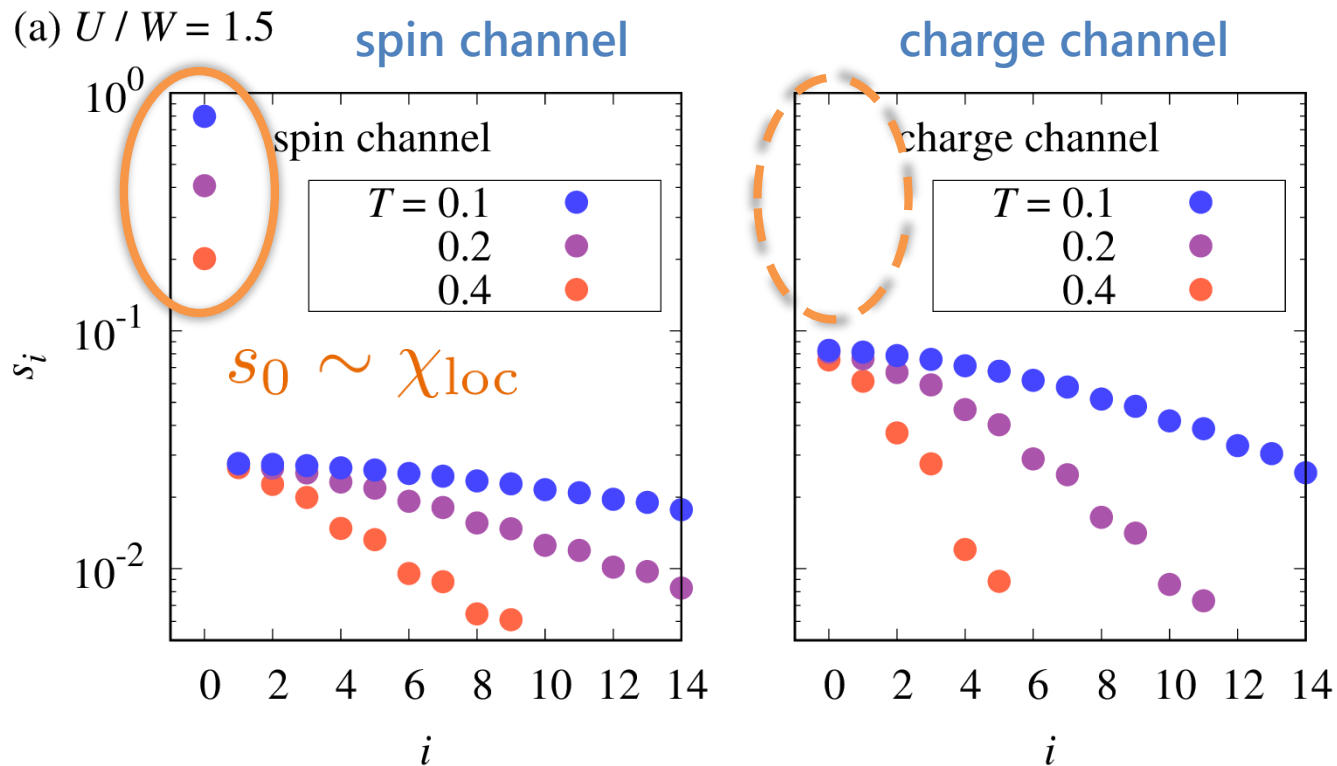 (a) U / W = 1.5
spin channel
charge channel
10^0
10^-1
10^-2
s_i
spin channel
T = 0.1
0.2
0.4
s_0 ∼ χ_loc
0 2 4 6 8 10 12 14
i
charge channel
T = 0.1
0.2
0.4
0 2 4 6 8 10 12 14
i